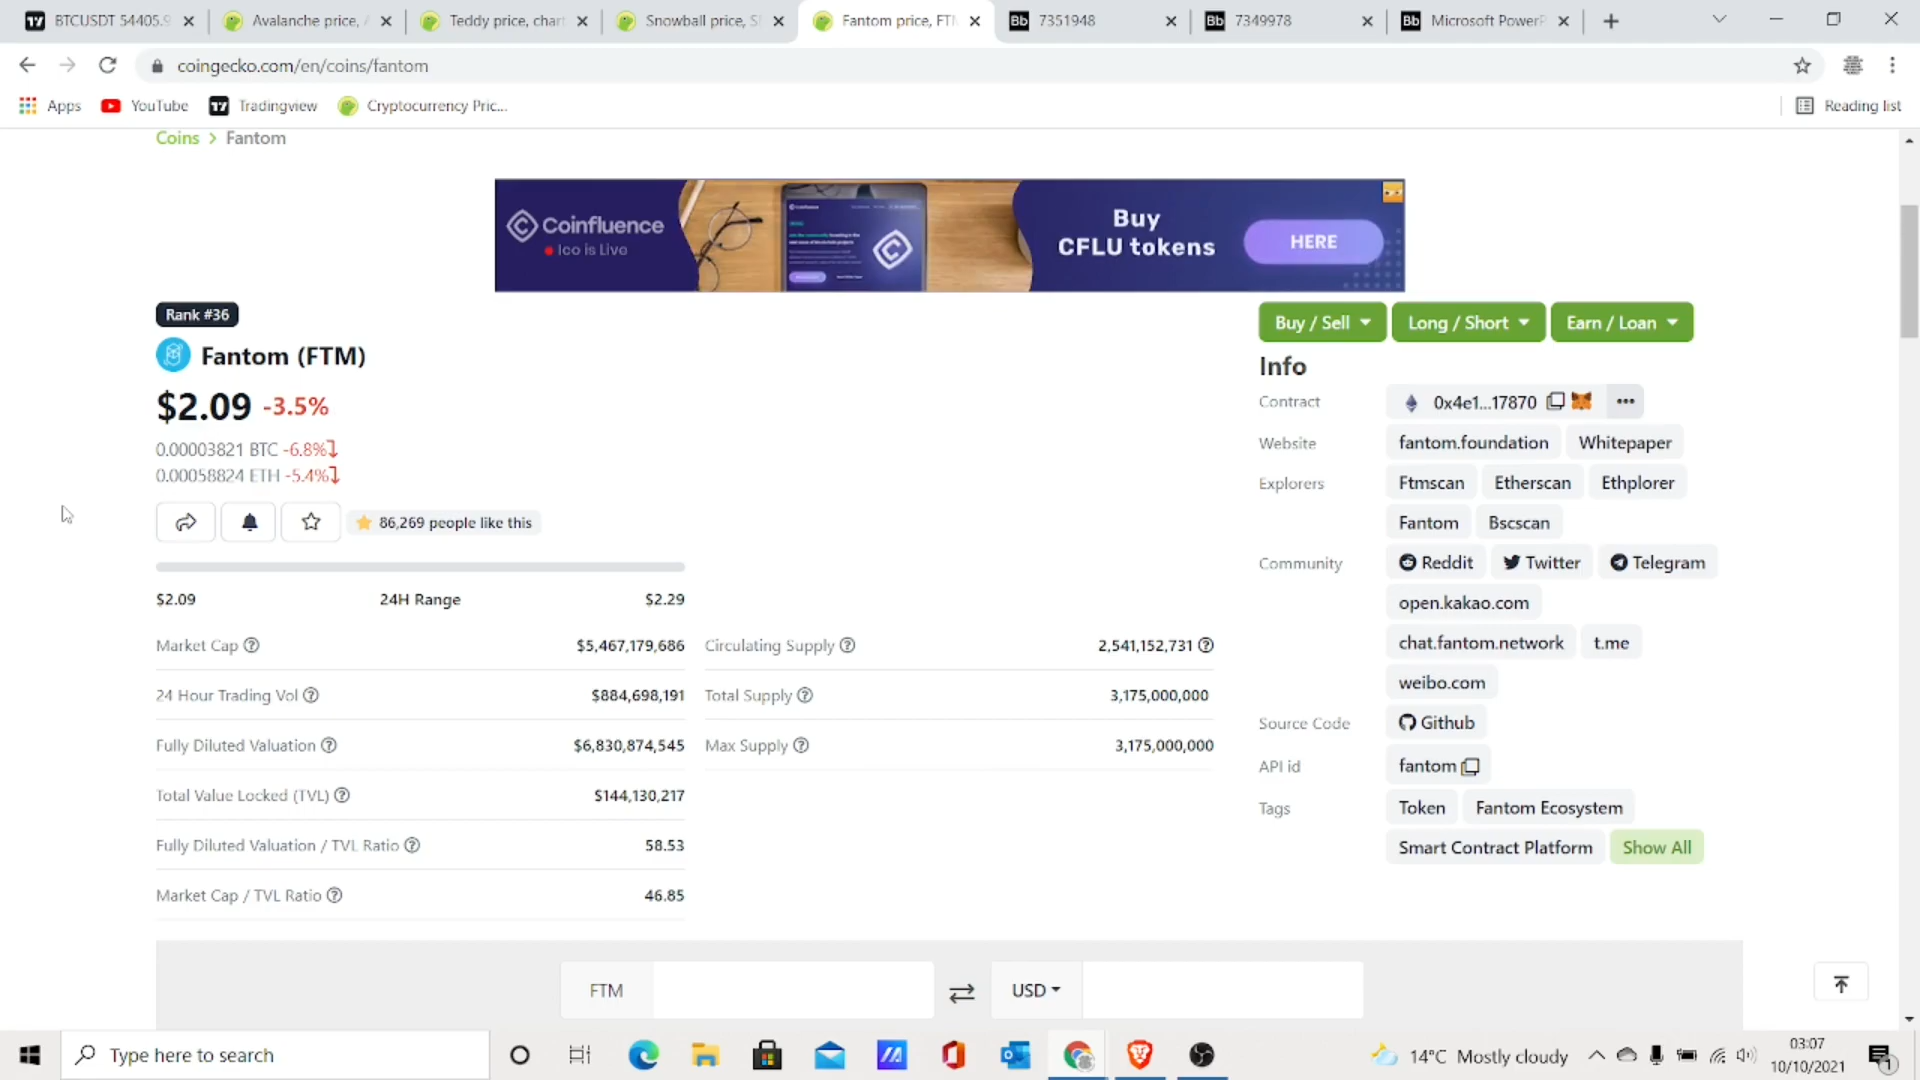 BTCUSDT 54405.9
Avalanche price,
Teddy price, chart
Snowball price, S
Fantom price, FTM
7351948
7349978
Microsoft PowerP
coingecko.com/en/coins/fantom
Apps
YouTube
Tradingview
Cryptocurrency Pric...
Reading list
Coins > Fantom
Coinfluence
Ico is Live
Buy
CFLU tokens
HERE
Rank #36
Fantom (FTM)
$2.09 -3.5%
0.00003821 BTC -6.8%
0.00058824 ETH -5.4%
86,269 people like this
$2.09 24H Range $2.29
Market Cap $5,467,179,686
24 Hour Trading Vol $884,698,191
Fully Diluted Valuation $6,830,874,545
Total Value Locked (TVL) $144,130,217
Fully Diluted Valuation / TVL Ratio 58.53
Market Cap / TVL Ratio 46.85
Circulating Supply 2,541,152,731
Total Supply 3,175,000,000
Max Supply 3,175,000,000
Buy / Sell Long / Short Earn / Loan
Info
Contract 0x4e1...17870 •••
Website fantom.foundation Whitepaper
Explorers Ftmscan Etherscan Ethplorer
Fantom Bscscan
Community Reddit Twitter Telegram
open.kakao.com
chat.fantom.network t.me
weibo.com
Source Code Github
API id fantom
Tags Token Fantom Ecosystem
Smart Contract Platform Show All
FTM USD
Type here to search
14°C Mostly cloudy
03:07
10/10/2021
1